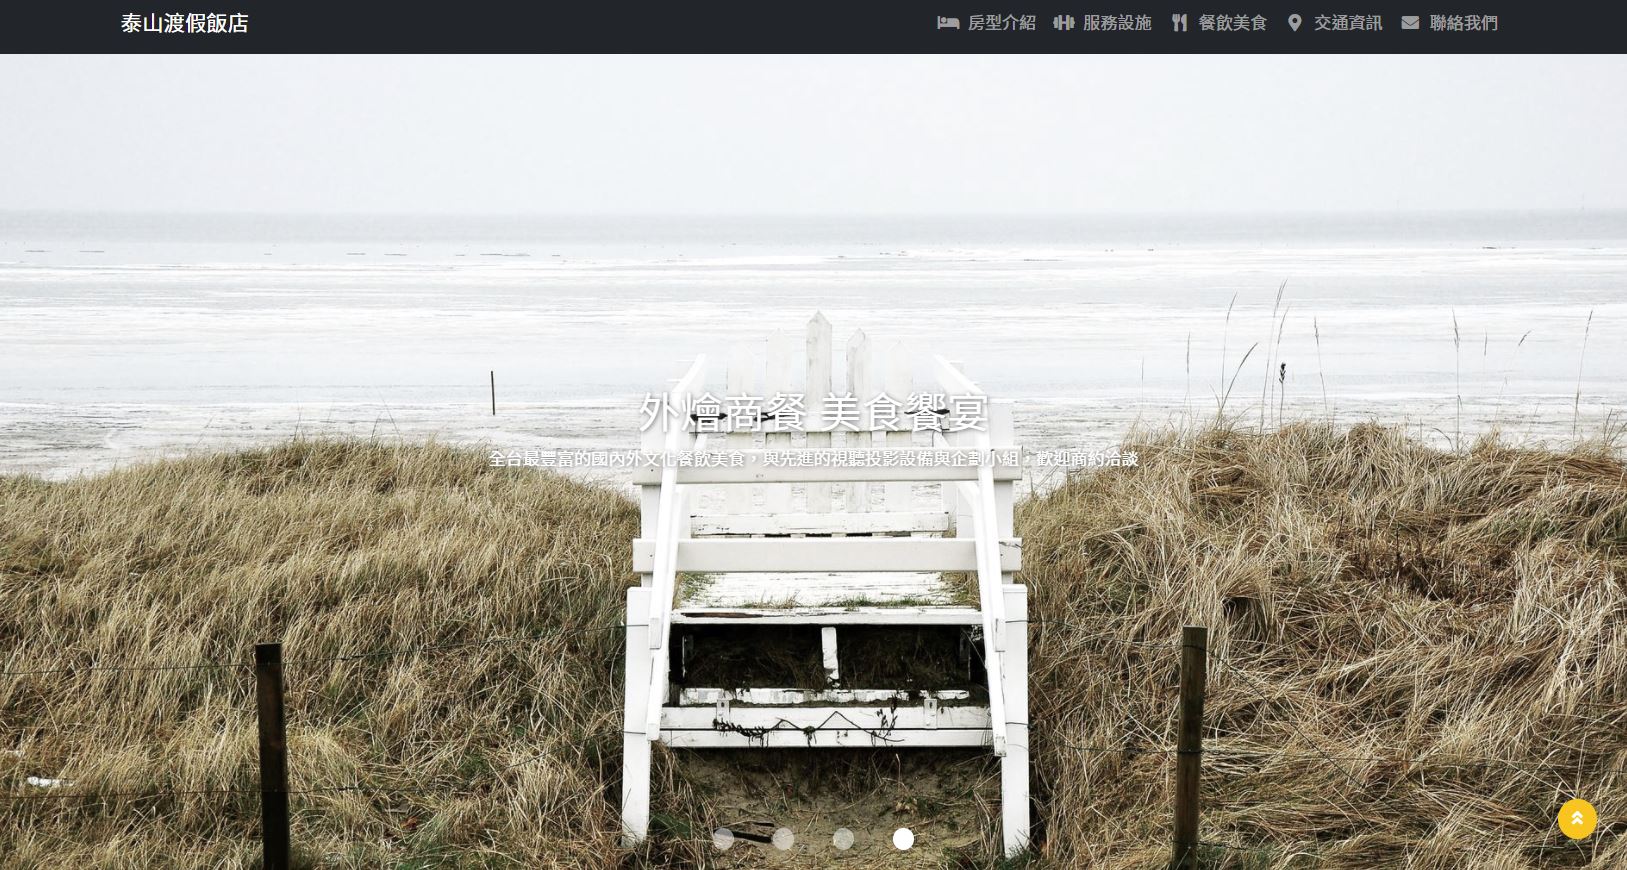 泰山渡假飯店
房型介紹 服務設施 餐飲美食 交通資訊 聯絡我們
外燴商餐 美食饗宴
全台最豐富的國內外文化餐飲美食，與先進的視聽投影設備與企劃小組，歡迎商約洽談